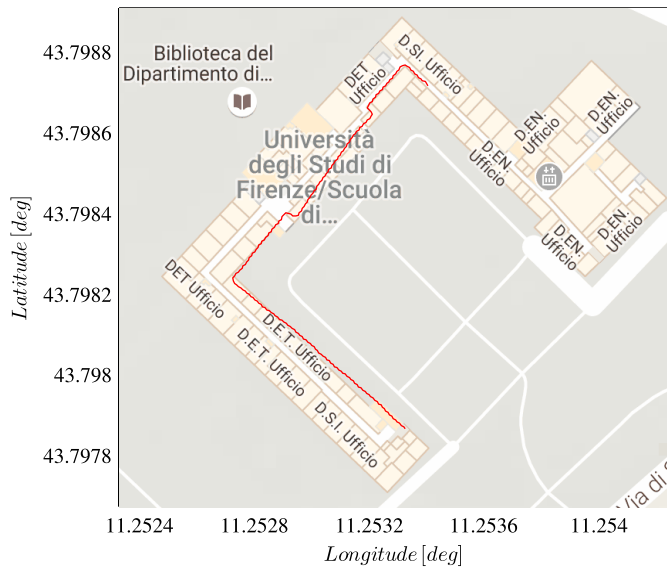 43.7988
43.7986
43.7984
43.7982
43.798
43.7978
Latitude [deg]
11.2524
11.2528
11.2532
11.2536
11.254
Longitude [deg]
Biblioteca del
Dipartimento di...
DET
Ufficio
D.SI. Ufficio
Università
degli Studi di
Firenze/Scuola
di...
D.EN.
Ufficio
D.EN.
Ufficio
D.EN.
Ufficio
D.EN.
Ufficio
D.EN.
Ufficio
DET Ufficio
D.E.T. Ufficio
D.E.T. Ufficio
D.S.I. Ufficio
Via di